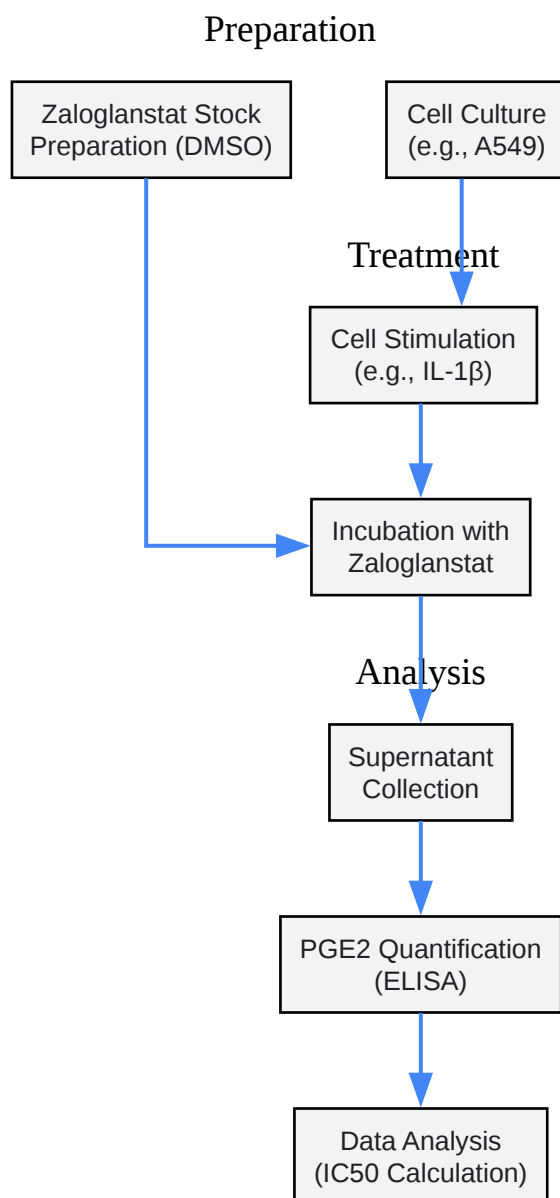 Preparation
Zaloglanstat Stock
Preparation (DMSO)
Cell Culture
(e.g., A549)
Treatment
Cell Stimulation
(e.g., IL-1β)
Incubation with
Zaloglanstat
Analysis
Supernatant
Collection
PGE2 Quantification
(ELISA)
Data Analysis
(IC50 Calculation)